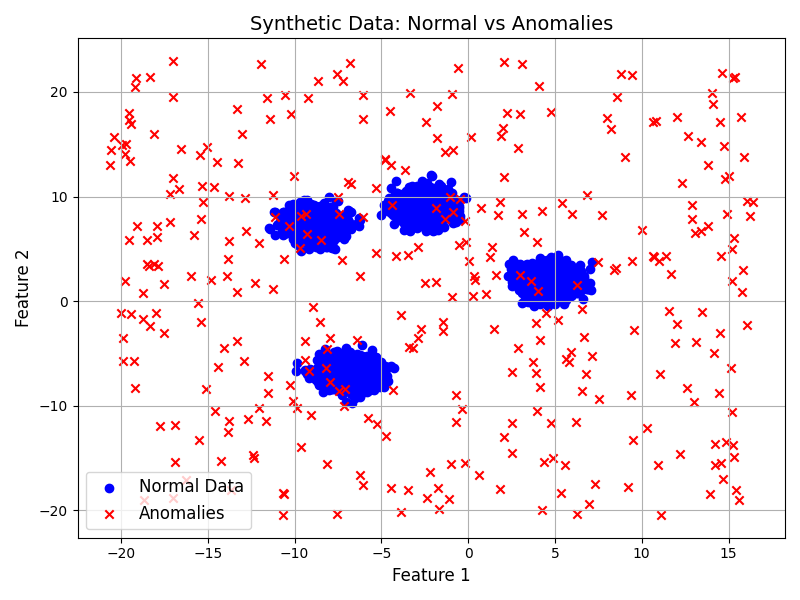 Synthetic Data: Normal vs Anomalies
20
10
0
−10
−20
Feature 2
Normal Data
Anomalies
−20 −15 −10 −5 0 5 10 15
Feature 1